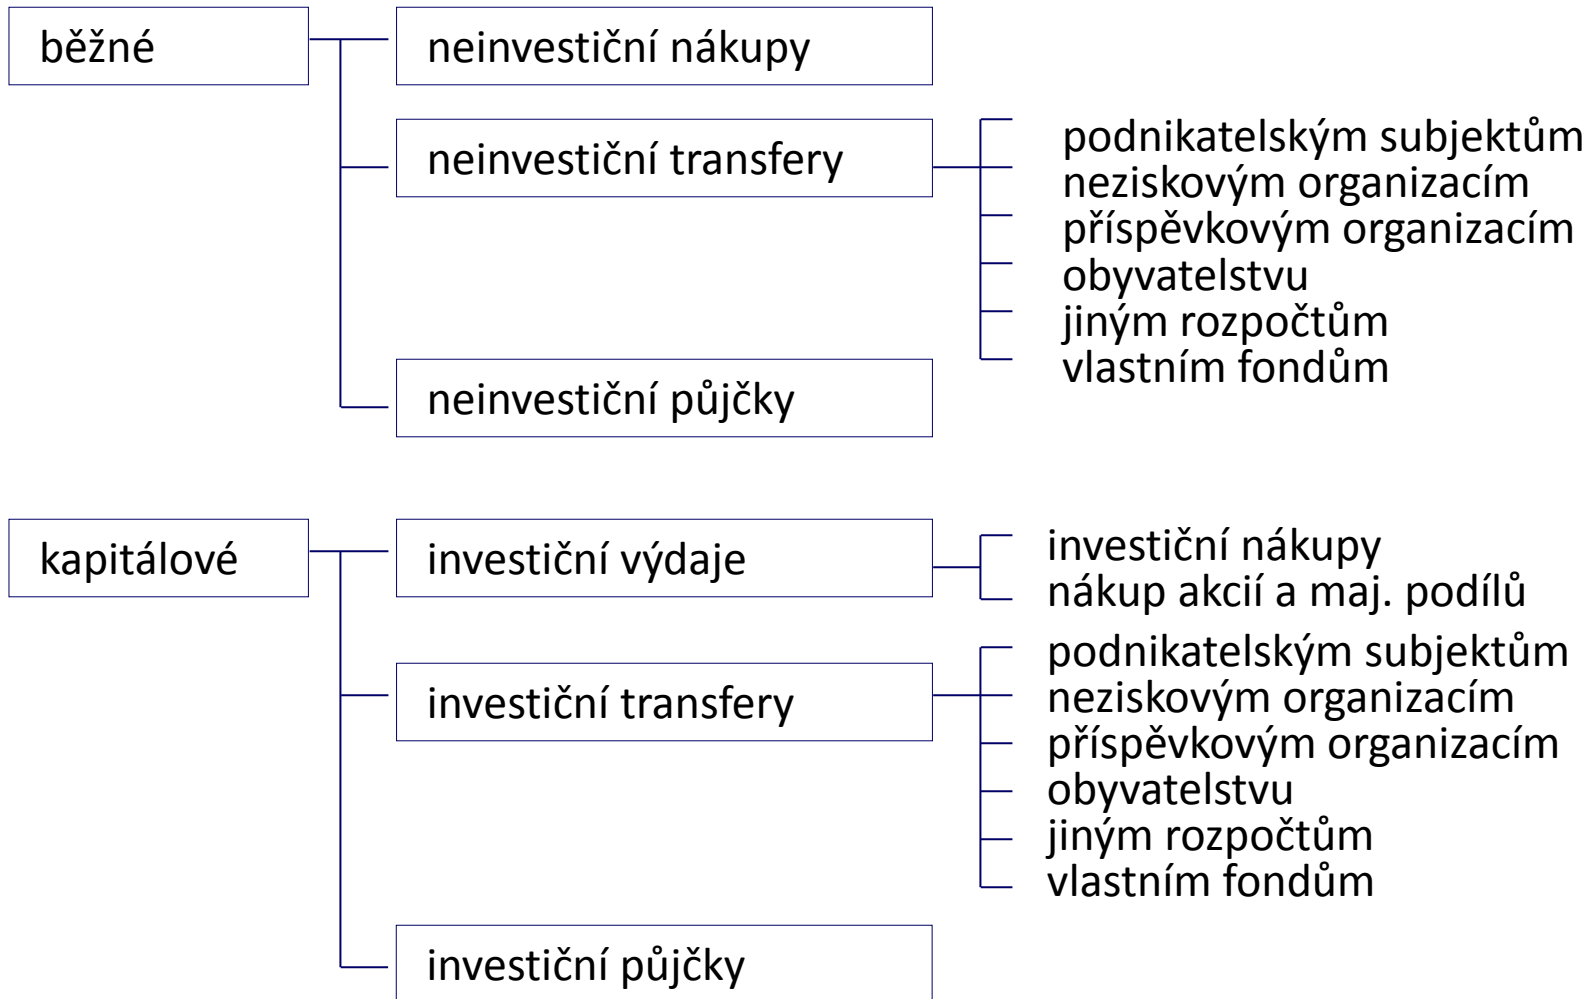 běžné
neinvestiční nákupy
neinvestiční transfery
podnikatelským subjektům
neziskovým organizacím
příspěvkovým organizacím
obyvatelstvu
jiným rozpočtům
vlastním fondům
neinvestiční půjčky
kapitálové
investiční výdaje
investiční nákupy
nákup akcií a maj. podílů
investiční transfery
podnikatelským subjektům
neziskovým organizacím
příspěvkovým organizacím
obyvatelstvu
jiným rozpočtům
vlastním fondům
investiční půjčky